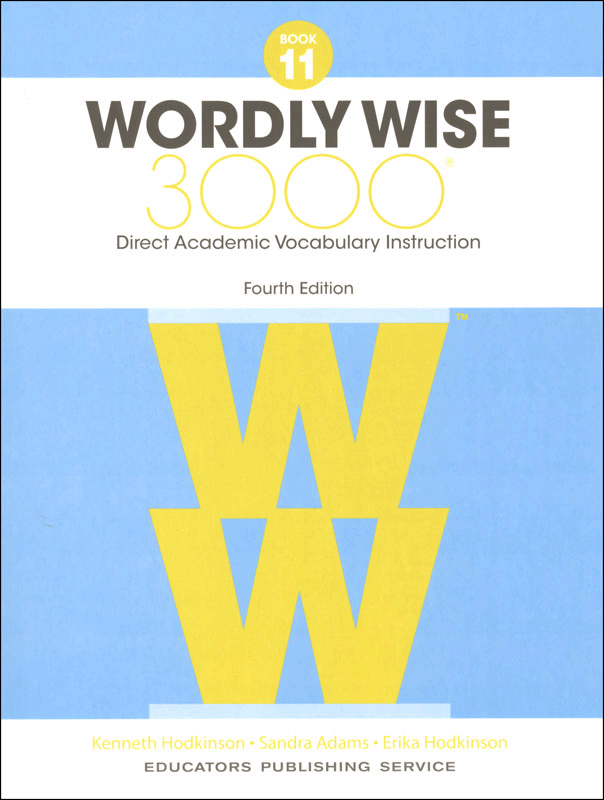 BOOK
11
WORDLY WISE
3000®
Direct Academic Vocabulary Instruction
Fourth Edition
W™
W
Kenneth Hodkinson • Sandra Adams • Erika Hodkinson
EDUCATORS PUBLISHING SERVICE